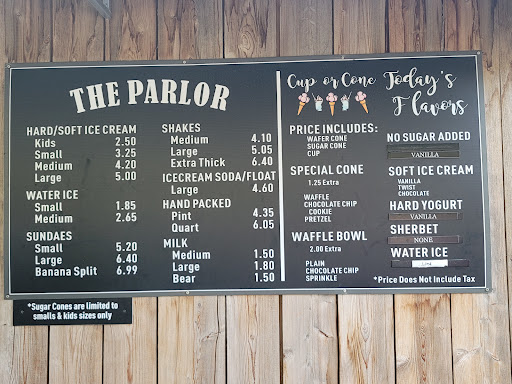 THE PARLOR
HARD/SOFT ICE CREAM
Kids 2.50
Small 3.25
Medium 4.20
Large 5.00
WATER ICE
Small 1.85
Medium 2.65
SUNDAES
Small 5.20
Large 6.40
Banana Split 6.99
SHAKES
Medium 4.10
Large 5.05
Extra Thick 6.40
ICECREAM SODA/FLOAT
Large 4.60
HAND PACKED
Pint 4.35
Quart 6.05
MILK
Medium 1.50
Large 1.80
Bear 1.50
Cup or Cone
PRICE INCLUDES:
WAFER CONE
SUGAR CONE
CUP
SPECIAL CONE
1.25 Extra
WAFFLE
CHOCOLATE CHIP
COOKIE
PRETZEL
WAFFLE BOWL
2.00 Extra
PLAIN
CHOCOLATE CHIP
SPRINKLE
Today's
Flavors
NO SUGAR ADDED
VANILLA
SOFT ICE CREAM
VANILLA
TWIST
CHOCOLATE
HARD YOGURT
VANILLA
SHERBET
NONE
WATER ICE
*Price Does Not Include Tax
*Sugar Cones are limited to
smalls & kids sizes only